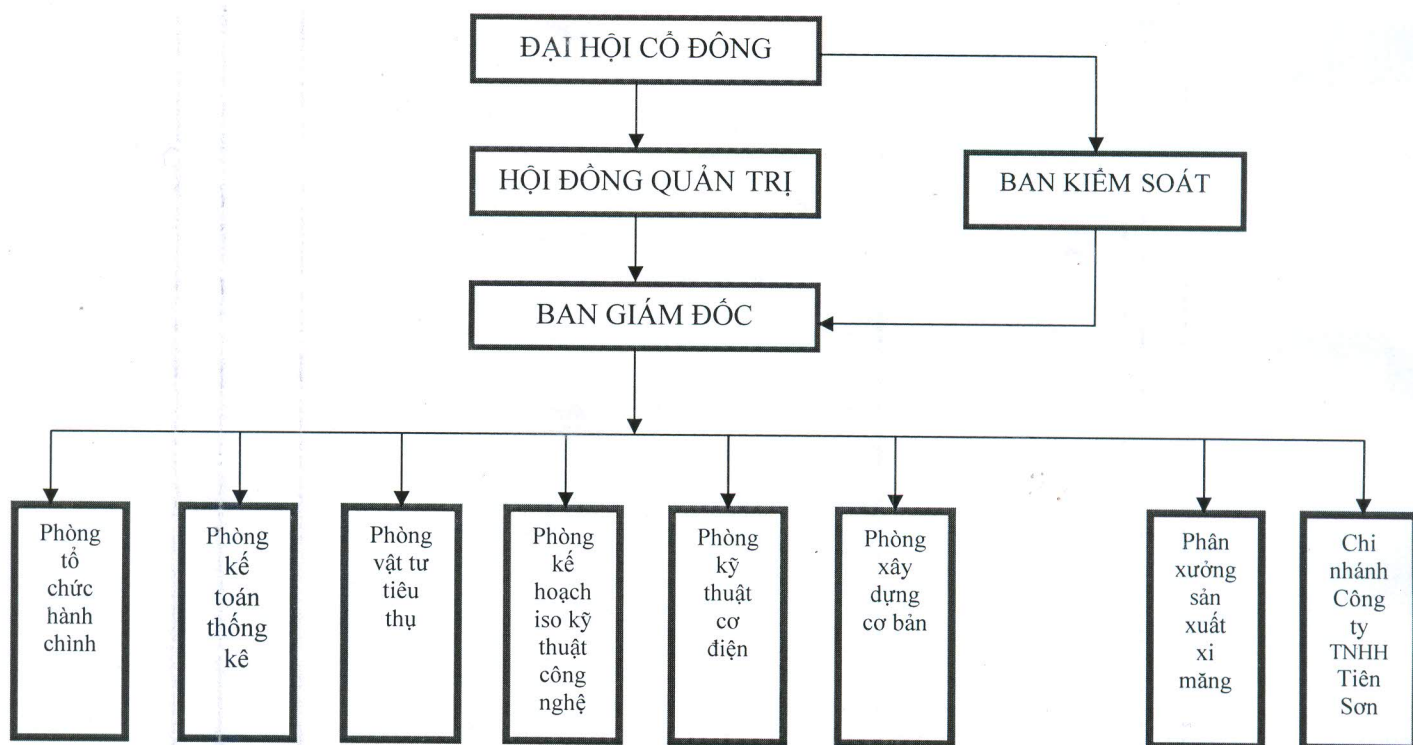 ĐẠI HỘI CỔ ĐÔNG
HỘI ĐỒNG QUẢN TRỊ
BAN KIỂM SOÁT
BAN GIÁM ĐỐC
Phòng
tổ
chức
hành
chình
Phòng
kế
toán
thống
kê
Phòng
vật tư
tiêu
thụ
Phòng
kế
hoạch
iso kỹ
thuật
công
nghệ
Phòng
kỹ
thuật
cơ
điện
Phòng
xây
dựng
cơ bản
Phân
xưởng
sản
xuất
xi
măng
Chi
nhánh
Công
ty
TNHH
Tiên
Sơn